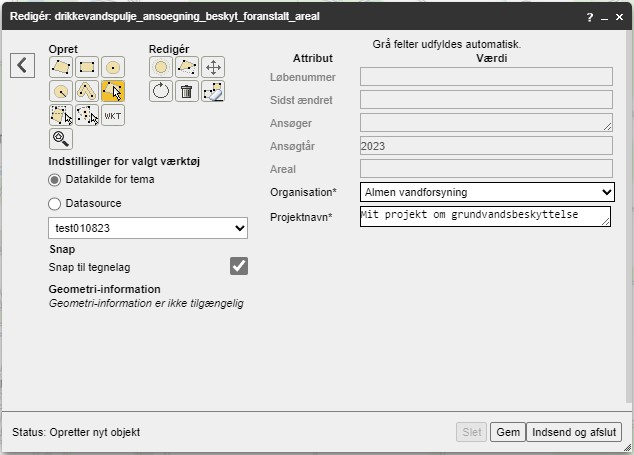 Redigér: drikkevandspulje_ansoegning_beskyt_foranstalt_areal
Opret
Redigér
WKT
Indstillinger for valgt værktøj
Datakilde for tema
Datasource
test010823
Snap
Snap til tegnelag
Geometri-information
Geometri-information er ikke tilgængelig
Grå felter udfyldes automatisk.
Attribut Værdi
Løbenummer
Sidst ændret
Ansøger
Ansøgtår 2023
Areal
Organisation* Almen vandforsyning
Projektnavn* Mit projekt om grundvandsbeskyttelse
Status: Opretter nyt objekt
Slet Gem Indsend og afslut